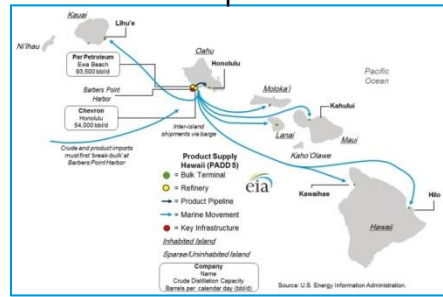 Kauai
Lihu'e
Ni'lhau
Par Petroleum
Ewa Beach
93,500 bbl/d
Oahu
Honolulu
Barbers Point
Harbor
Chevron
Honolulu
54,000 bbl/d
Moloka'i
Pacific
Ocean
Kahului
Lanai
Maui
Inter-island
shipments via barge
Kaho'Olawe
Crude and product imports
must first 'break-bulk' at
Barbers Point Harbor
Product Supply
Hawaii (PADD 5)
= Bulk Terminal
= Refinery
= Product Pipeline
= Marine Movement
= Key Infrastructure
Inhabited Island
Sparse/Uninhabited Island
eia
Kawaihae
Hilo
Hawaii
Company
Name
Crude Distillation Capacity
Barrels per calendar day (bbl/d)
Source: U.S. Energy Information Administration.